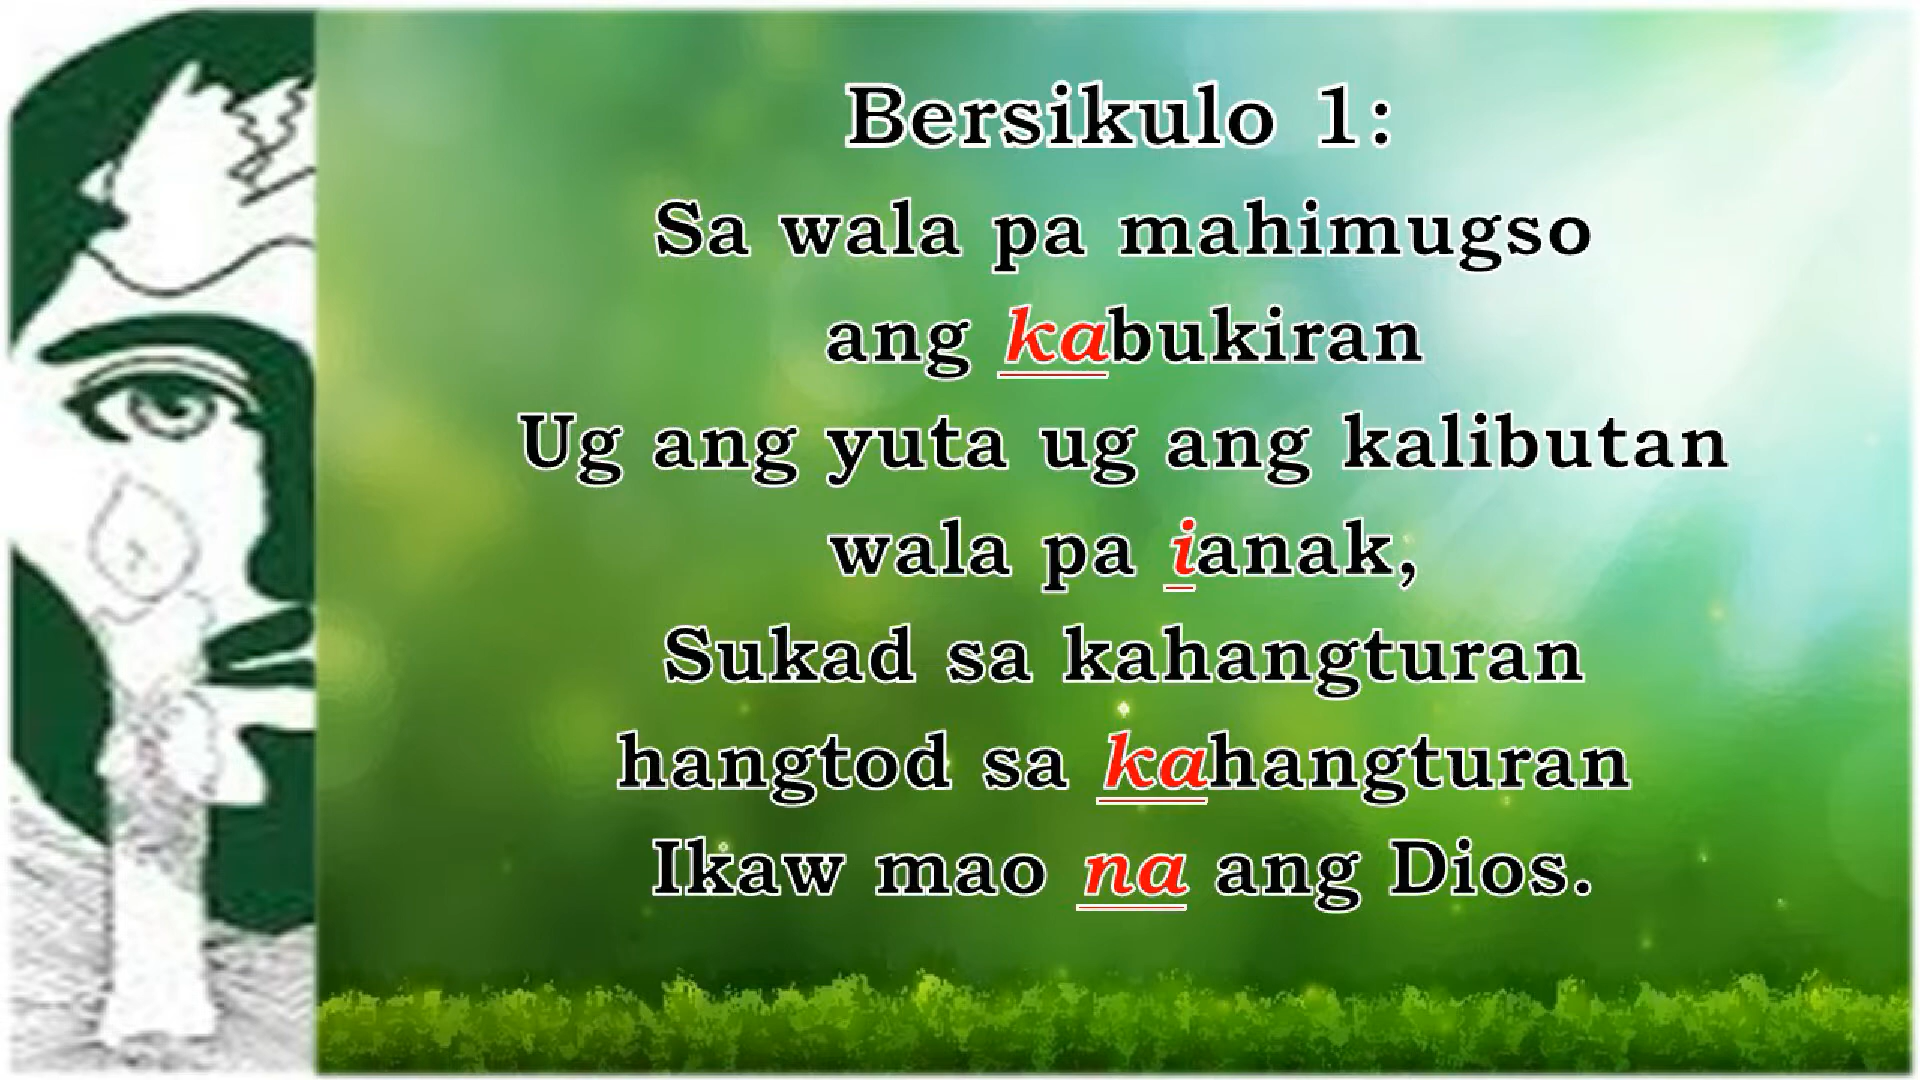 Bersikulo 1:
Sa wala pa mahimugso
ang kabukiran
Ug ang yuta ug ang kalibutan
wala pa ianak,
Sukad sa kahangturan
hangtod sa kahangturan
Ikaw mao na ang Dios.